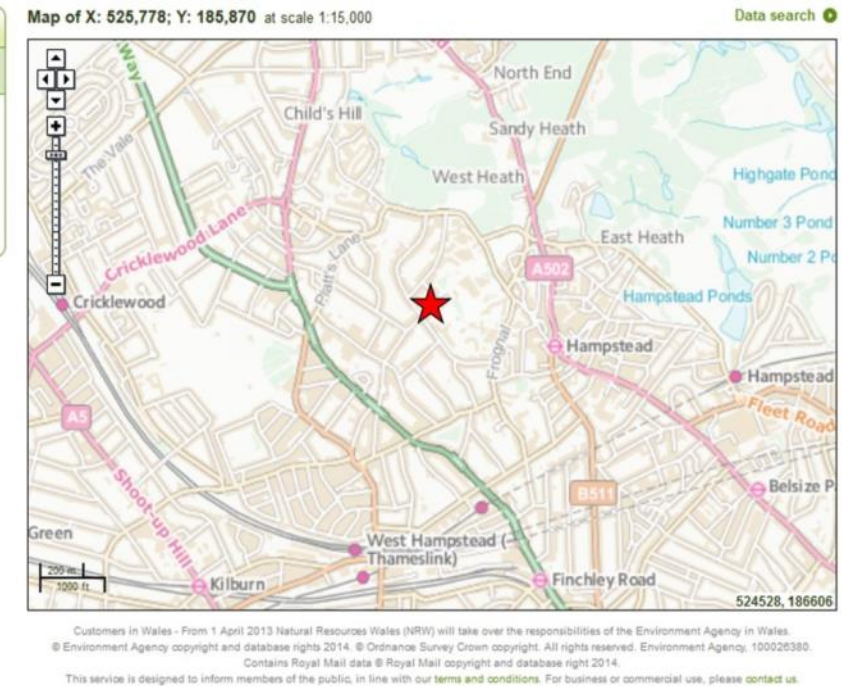 Map of X: 525,778; Y: 185,870 at scale 1:15,000
Data search
Way
North End
Child's Hill
Sandy Heath
The Vale
West Heath
Highgate Pond
Number 3 Pond
Cricklewood Lane
East Heath
Number 2 Po
Platt's Lane
A502
Hampstead Ponds
Cricklewood
Frognal
Hampstead
Hampstead
A5
Fleet Road
Shoot-up Hill
B511
Belsize P
Green
West Hampstead (-
Thameslink)
200 m
1000 ft
Kilburn
Finchley Road
524528, 186606
Customers in Wales - From 1 April 2013 Natural Resources Wales (NRW) will take over the responsibilities of the Environment Agency in Wales.
© Environment Agency copyright and database rights 2014. © Ordnance Survey Crown copyright. All rights reserved. Environment Agency, 100026380.
Contains Royal Mail data © Royal Mail copyright and database right 2014.
This service is designed to inform members of the public, in line with our terms and conditions. For business or commercial use, please contact us.